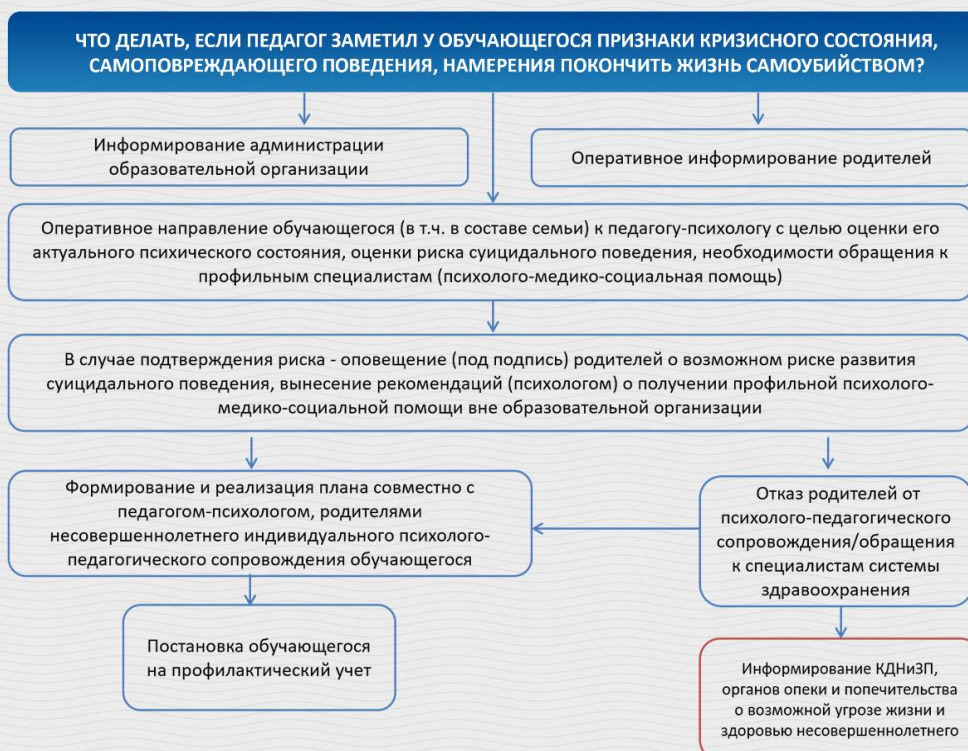 ЧТО ДЕЛАТЬ, ЕСЛИ ПЕДАГОГ ЗАМЕТИЛ У ОБУЧАЮЩЕГОСЯ ПРИЗНАКИ КРИЗИСНОГО СОСТОЯНИЯ,
САМОПОВРЕЖДАЮЩЕГО ПОВЕДЕНИЯ, НАМЕРЕНИЯ ПОКОНЧИТЬ ЖИЗНЬ САМОУБИЙСТВОМ?
Информирование администрации
образовательной организации
Оперативное информирование родителей
Оперативное направление обучающегося (в т.ч. в составе семьи) к педагогу-психологу с целью оценки его
актуального психического состояния, оценки риска суицидального поведения, необходимости обращения к
профильным специалистам (психолого-медико-социальная помощь)
В случае подтверждения риска - оповещение (под подпись) родителей о возможном риске развития
суицидального поведения, вынесение рекомендаций (психологом) о получении профильной психолого-
медико-социальной помощи вне образовательной организации
Формирование и реализация плана совместно с
педагогом-психологом, родителями
несовершеннолетнего индивидуального психолого-
педагогического сопровождения обучающегося
Отказ родителей от
психолого-педагогического
сопровождения/обращения
к специалистам системы
здравоохранения
Постановка обучающегося
на профилактический учет
Информирование КДНиЗП,
органов опеки и попечительства
о возможной угрозе жизни и
здоровью несовершеннолетнего